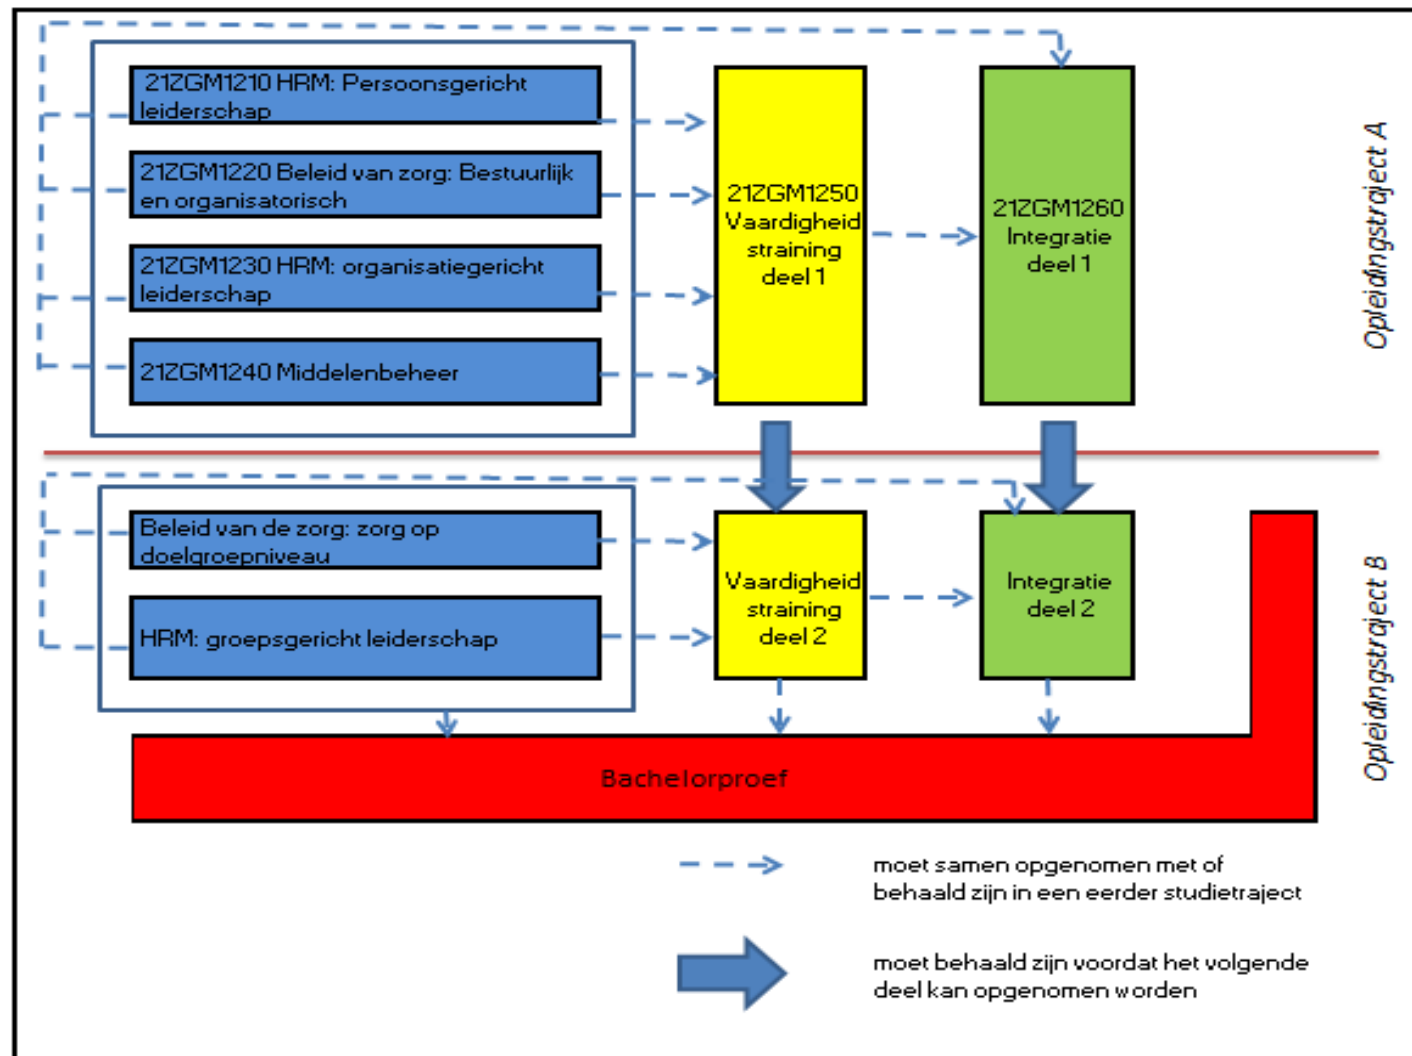 21ZGM1210 HRM: Persoonsgericht
leiderschap
21ZGM1220 Beleid van zorg: Bestuurlijk
en organisatorisch
21ZGM1230 HRM: organisatiegericht
leiderschap
21ZGM1240 Middelenbeheer
21ZGM1250
Vaardigheid
straining
deel 1
21ZGM1260
Integratie
deel 1
Opleidingstraject A
Beleid van de zorg: zorg op
doelgroepniveau
HRM: groepsgericht leiderschap
Vaardigheid
straining
deel 2
Integratie
deel 2
Opleidingstraject B
Bachelorproef
moet samen opgenomen met of
behaald zijn in een eerder studietraject
moet behaald zijn voordat het volgende
deel kan opgenomen worden